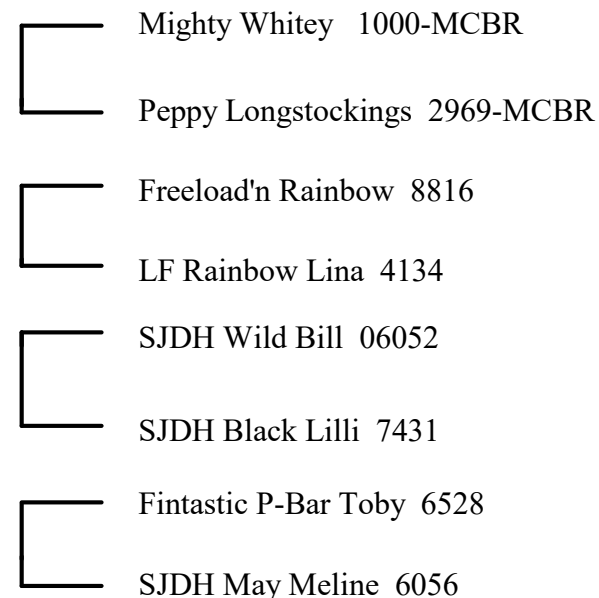 Mighty Whitey 1000-MCBR
Peppy Longstockings 2969-MCBR
Freeload'n Rainbow 8816
LF Rainbow Lina 4134
SJDH Wild Bill 06052
SJDH Black Lilli 7431
Fintastic P-Bar Toby 6528
SJDH May Meline 6056